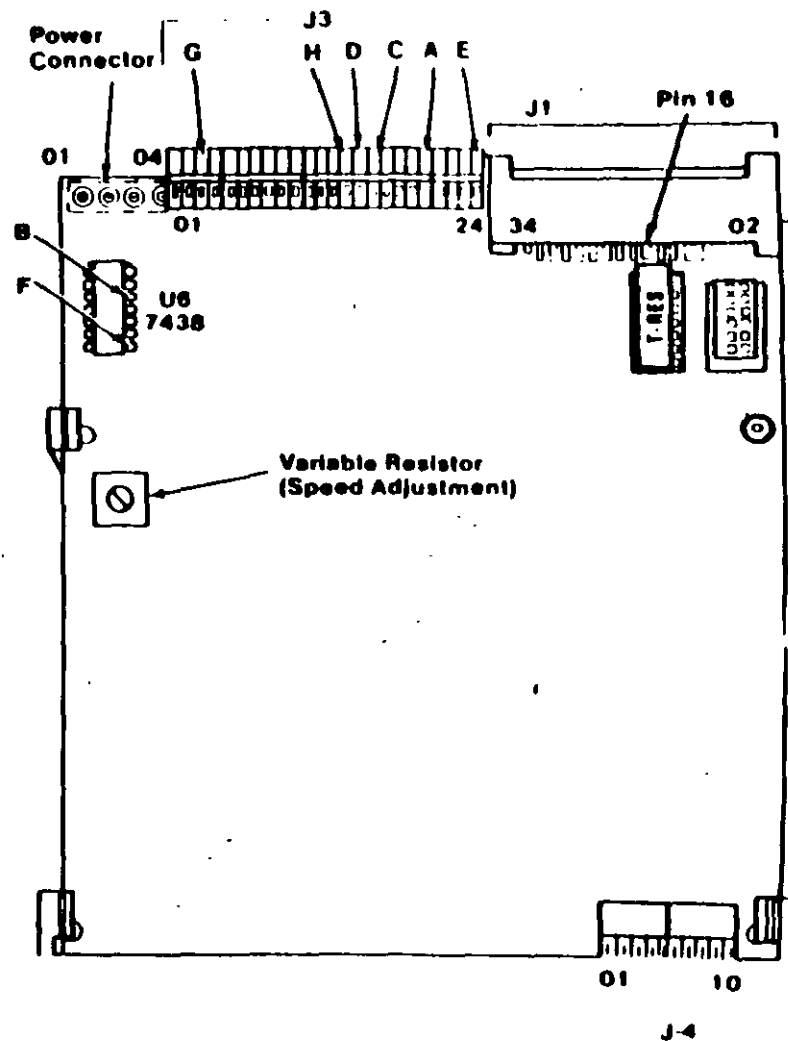 J3
Power
Connector
G H D C A E
J1
Pin 16
01 04
01 24
34 02
B
F
U6
7438
T-RES
Variable Resistor
(Speed Adjustment)
01 10
J-4